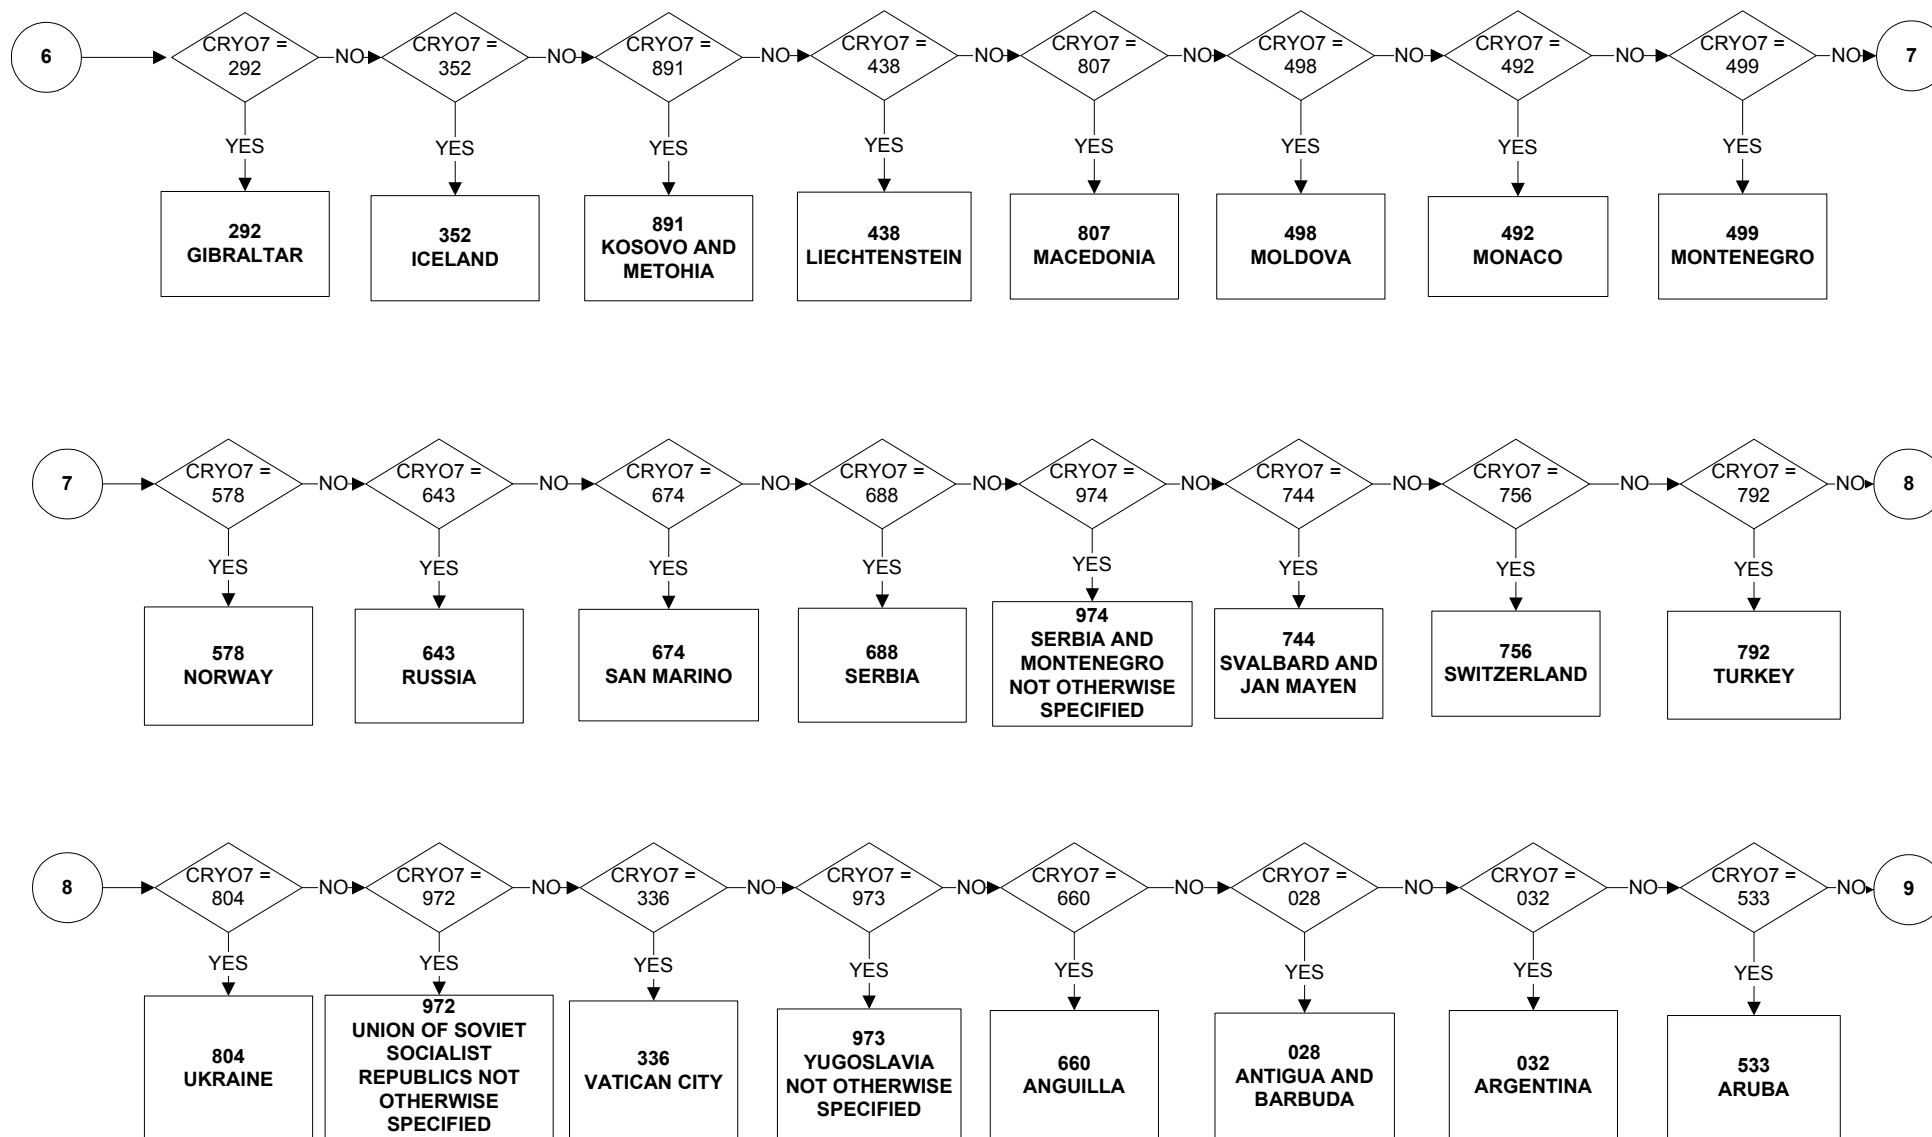 6
CRYO7 =
292
NO
CRYO7 =
352
NO
CRYO7 =
891
NO
CRYO7 =
438
NO
CRYO7 =
807
NO
CRYO7 =
498
NO
CRYO7 =
492
NO
CRYO7 =
499
NO
7
YES
YES
YES
YES
YES
YES
YES
YES
292
GIBRALTAR
352
ICELAND
891
KOSOVO AND
METOHIA
438
LIECHTENSTEIN
807
MACEDONIA
498
MOLDOVA
492
MONACO
499
MONTENEGRO
7
CRYO7 =
578
NO
CRYO7 =
643
NO
CRYO7 =
674
NO
CRYO7 =
688
NO
CRYO7 =
974
NO
CRYO7 =
744
NO
CRYO7 =
756
NO
CRYO7 =
792
NO
8
YES
YES
YES
YES
YES
YES
YES
YES
578
NORWAY
643
RUSSIA
674
SAN MARINO
688
SERBIA
974
SERBIA AND
MONTENEGRO
NOT OTHERWISE
SPECIFIED
744
SVALBARD AND
JAN MAYEN
756
SWITZERLAND
792
TURKEY
8
CRYO7 =
804
NO
CRYO7 =
972
NO
CRYO7 =
336
NO
CRYO7 =
973
NO
CRYO7 =
660
NO
CRYO7 =
028
NO
CRYO7 =
032
NO
CRYO7 =
533
NO
9
YES
YES
YES
YES
YES
YES
YES
YES
804
UKRAINE
972
UNION OF SOVIET
SOCIALIST
REPUBLICS NOT
OTHERWISE
SPECIFIED
336
VATICAN CITY
973
YUGOSLAVIA
NOT OTHERWISE
SPECIFIED
660
ANGUILLA
028
ANTIGUA AND
BARBUDA
032
ARGENTINA
533
ARUBA